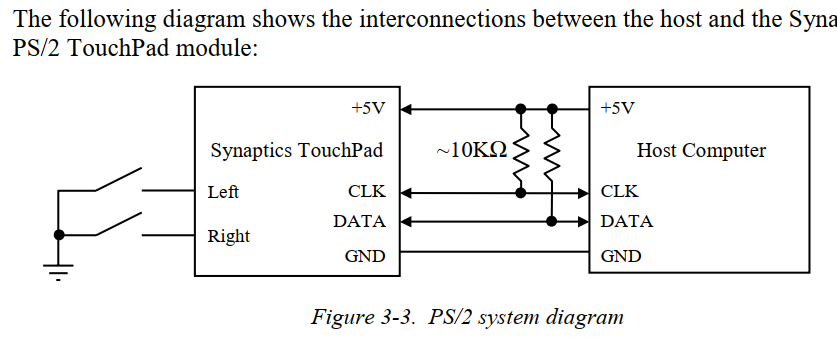 The following diagram shows the interconnections between the host and the Syna
PS/2 TouchPad module:
+5V
+5V
Synaptics TouchPad
~10KΩ
Host Computer
Left
CLK
CLK
DATA
DATA
Right
GND
GND
Figure 3-3. PS/2 system diagram